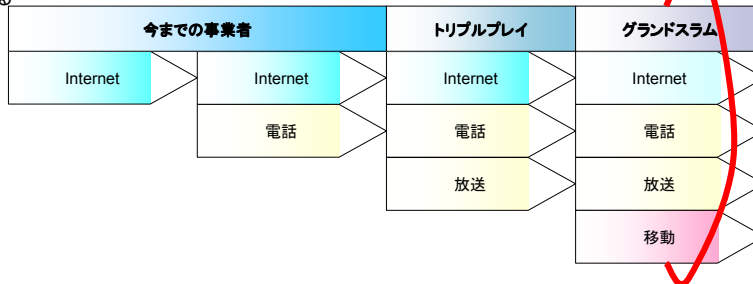 今までの事業者 トリプルプレイ グランドスラム
Internet Internet Internet Internet
電話 電話 電話
放送 放送
移動